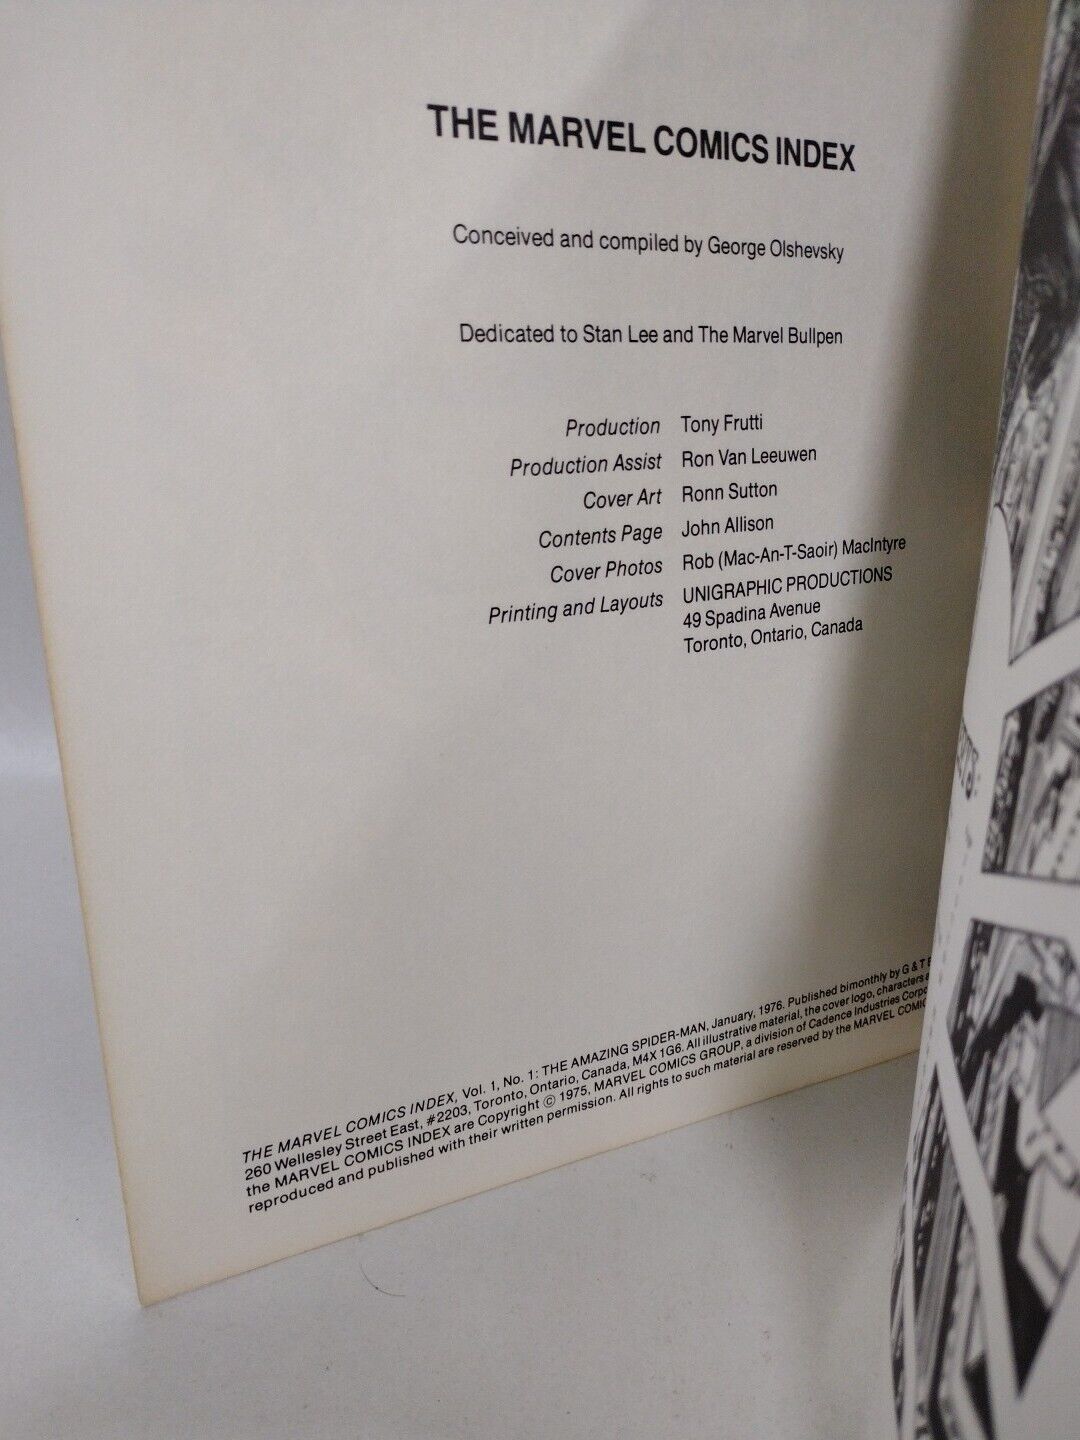 THE MARVEL COMICS INDEX
Conceived and compiled by George Olshevsky
Dedicated to Stan Lee and The Marvel Bullpen
Production Tony Frutti
Production Assist Ron Van Leeuwen
Cover Art Ronn Sutton
Contents Page John Allison
Cover Photos Rob (Mac-An-T-Saoir) MacIntyre
Printing and Layouts UNIGRAPHIC PRODUCTIONS
49 Spadina Avenue
Toronto, Ontario, Canada
THE MARVEL COMICS INDEX, Vol. 1, No. 1: THE AMAZING SPIDER-MAN, January, 1976. Published bimonthly by G & T
260 Wellesley Street East, #2203, Toronto, Ontario, Canada, M4X 1G6. All illustrative material, the cover logo, characters
the MARVEL COMICS INDEX are Copyright © 1975, MARVEL COMICS GROUP, a division of Cadence Industries
reproduced and published with their written permission. All rights to such material are reserved by the MARVEL